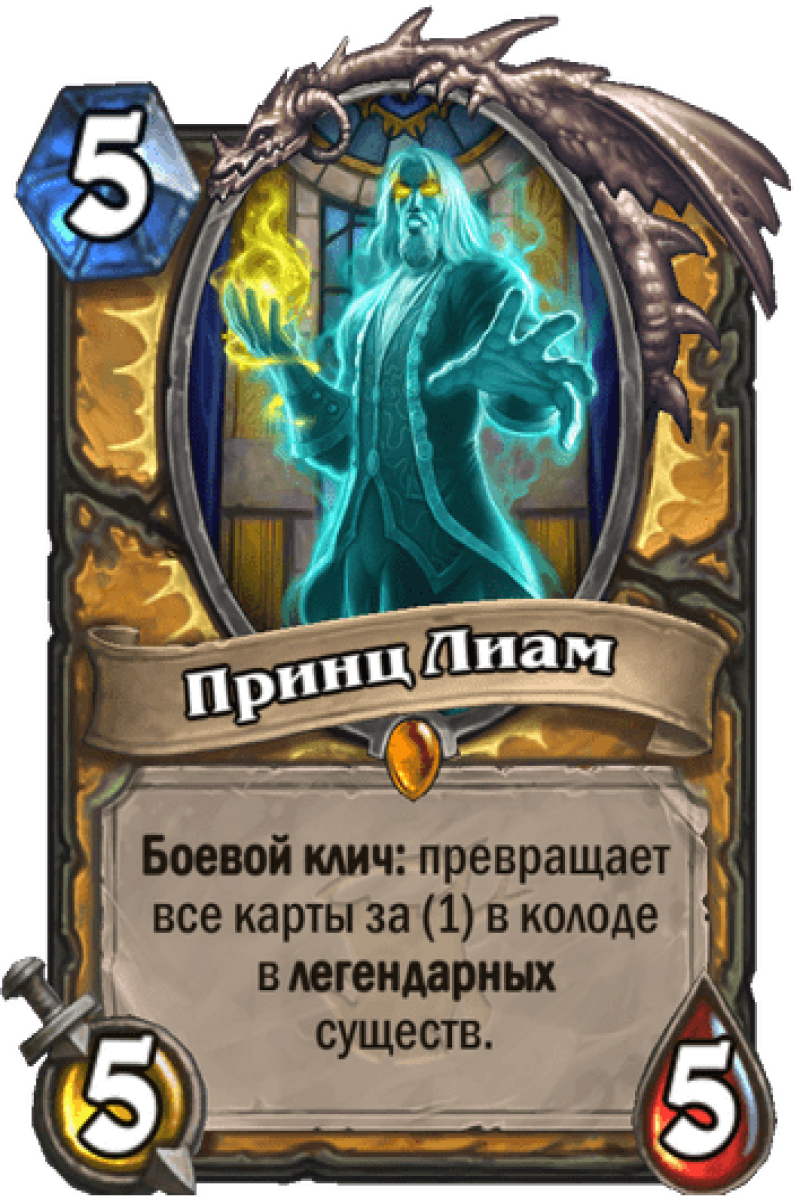 5
Принц Лиам
Боевой клич: превращает
все карты за (1) в колоде
в легендарных
существ.
5
5